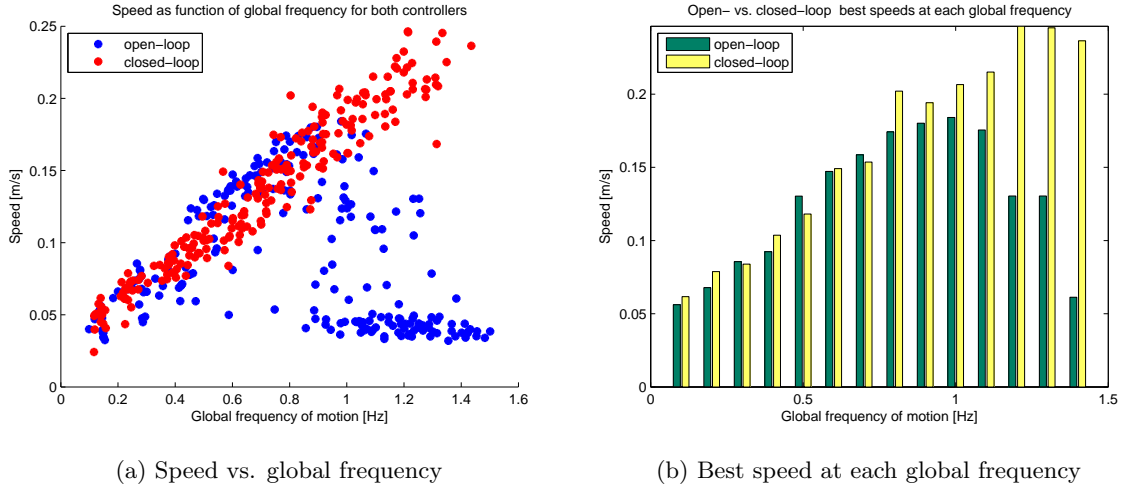 Speed as function of global frequency for both controllers
0.25
0.2
0.15
0.1
0.05
0
Speed [m/s]
open−loop
closed−loop
0
0.2
0.4
0.6
0.8
1
1.2
1.4
1.6
Global frequency of motion [Hz]
(a) Speed vs. global frequency
Open− vs. closed−loop best speeds at each global frequency
0.2
0.15
0.1
0.05
0
Speed [m/s]
open−loop
closed−loop
0
0.5
1
1.5
Global frequency of motion [Hz]
(b) Best speed at each global frequency